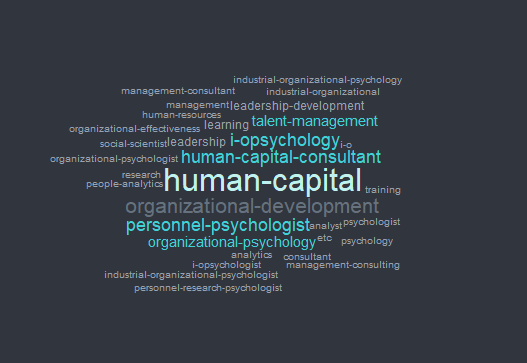 industrial-organizational-psychology
management-consultant industrial-organizational
management leadership-development
human-resources
learning talent-management
organizational-effectiveness
social-scientist leadership i-opsychology i-o
organizational-psychologist human-capital-consultant
research
people-analytics human-capital training
organizational-development
personnel-psychologist analyst psychologist
organizational-psychology etc psychology
analytics consultant
i-opsychologist management-consulting
industrial-organizational-psychologist
personnel-research-psychologist